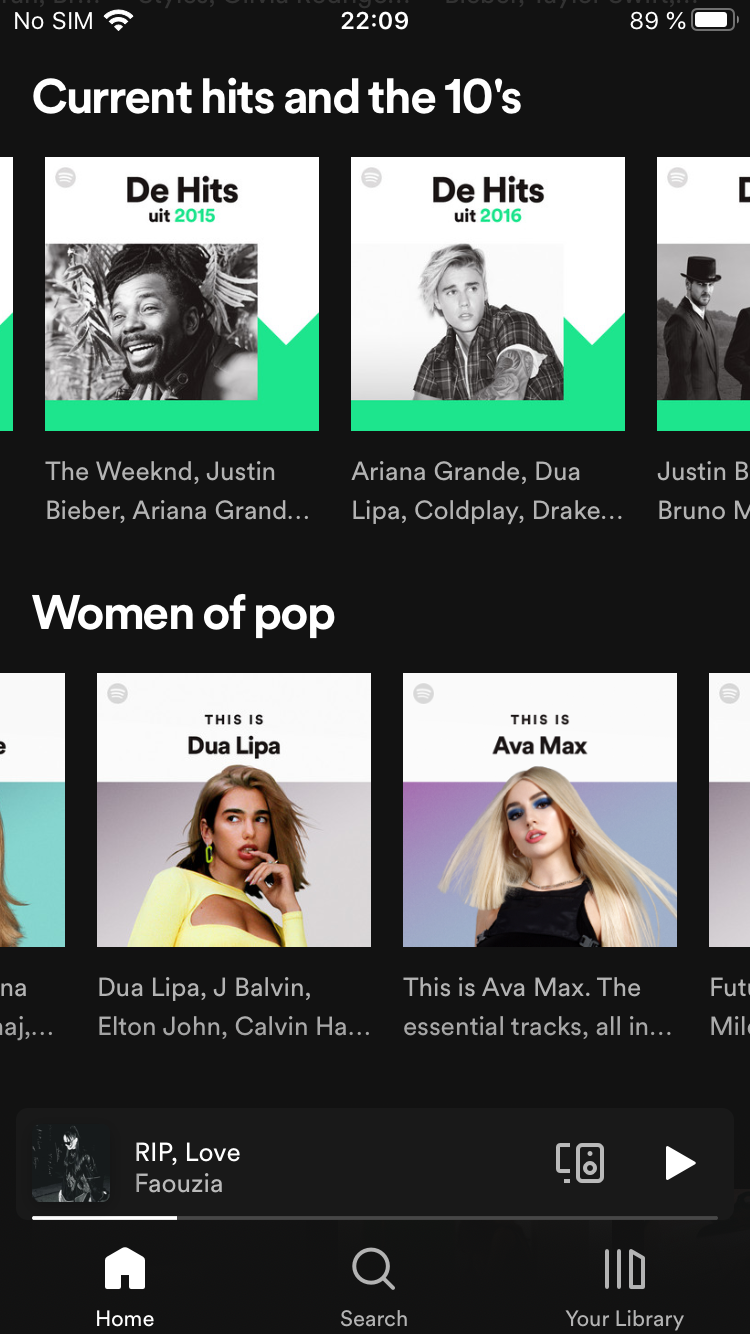 No SIM 22:09 89 %
Current hits and the 10's
De Hits
uit 2015
De Hits
uit 2016
The Weeknd, Justin
Bieber, Ariana Grand...
Ariana Grande, Dua
Lipa, Coldplay, Drake...
Justin B
Bruno M
Women of pop
THIS IS
Dua Lipa
THIS IS
Ava Max
na
aj,...
Dua Lipa, J Balvin,
Elton John, Calvin Ha...
This is Ava Max. The
essential tracks, all in...
Futu
Mil
RIP, Love
Faouzia
Home
Search
Your Library